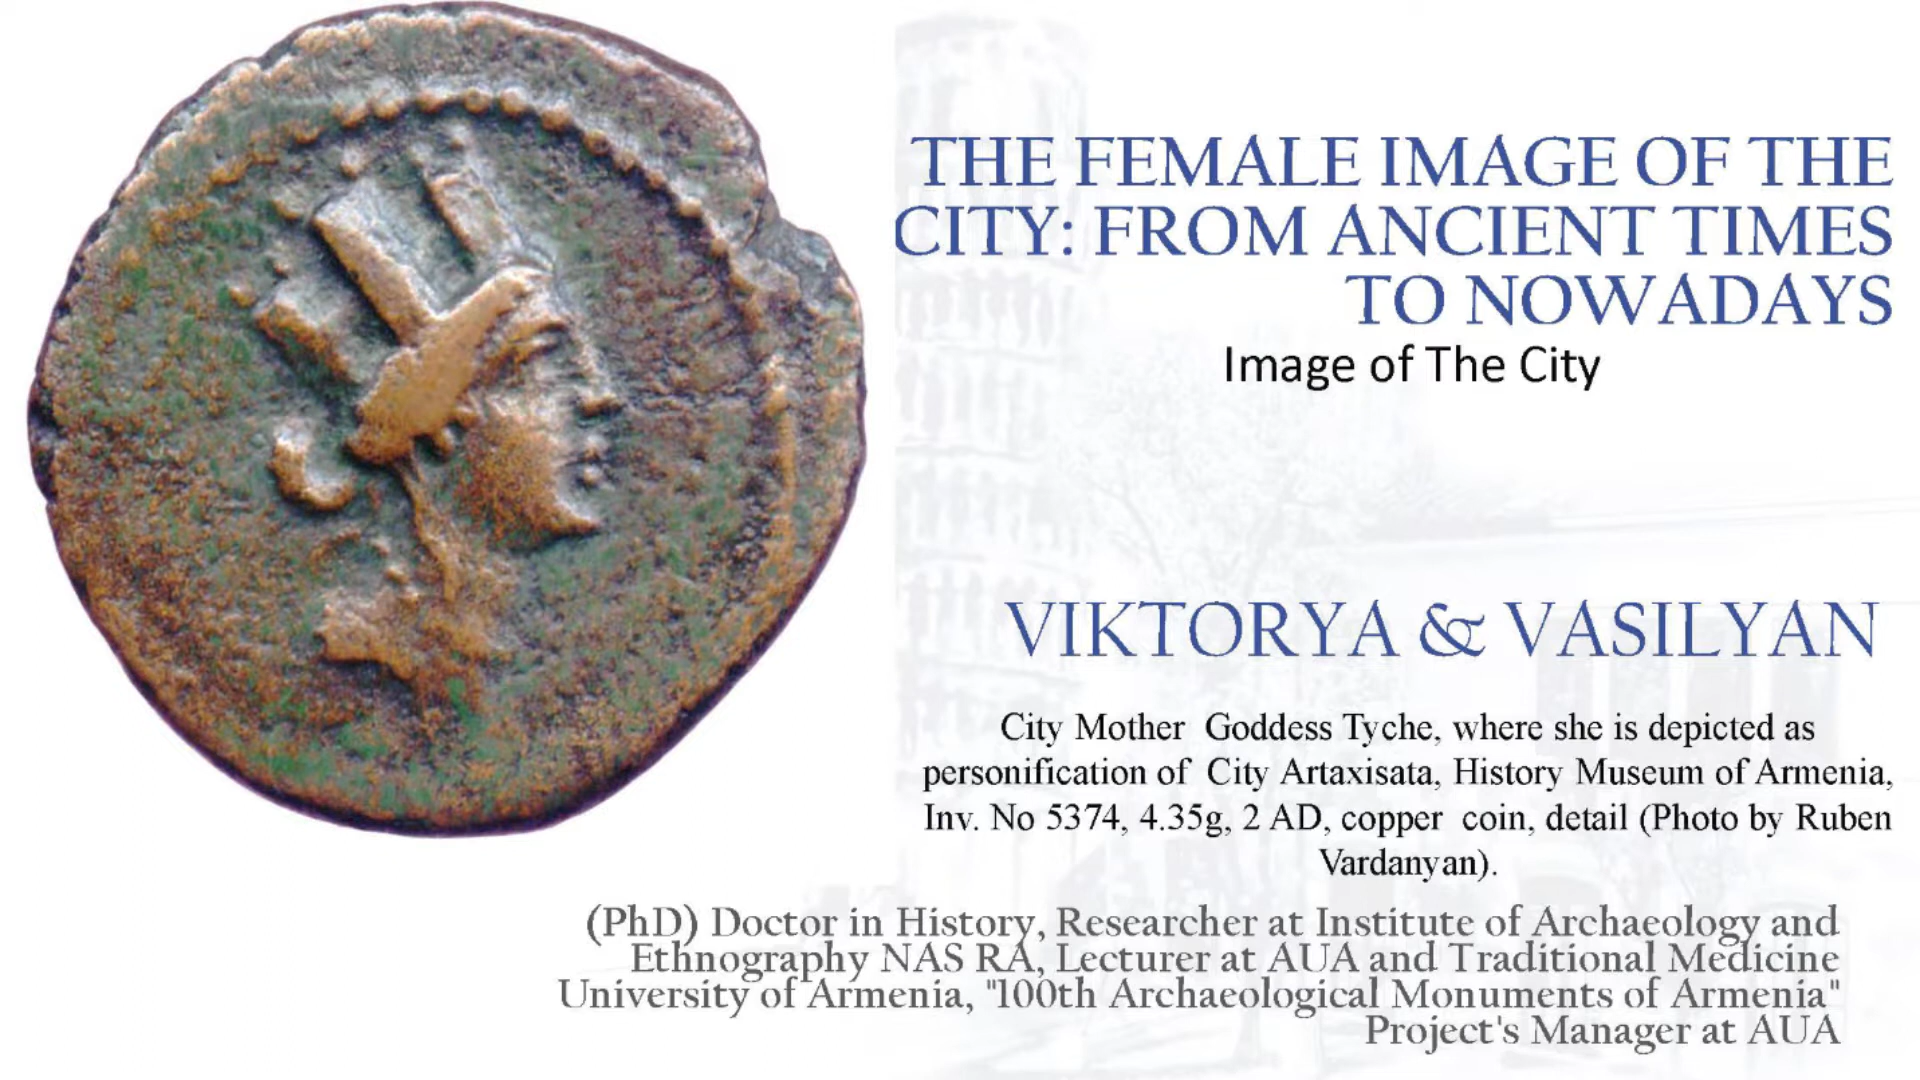 THE FEMALE IMAGE OF THE
CITY: FROM ANCIENT TIMES
TO NOWADAYS
Image of The City
VIKTORYA & VASILYAN
City Mother Goddess Tyche, where she is depicted as
personification of City Artaxisata, History Museum of Armenia,
Inv. No 5374, 4.35g, 2 AD, copper coin, detail (Photo by Ruben
Vardanyan).
(PhD) Doctor in History, Researcher at Institute of Archaeology and
Ethnography NAS RA, Lecturer at AUA and Traditional Medicine
University of Armenia, "100th Archaeological Monuments of Armenia"
Project's Manager at AUA